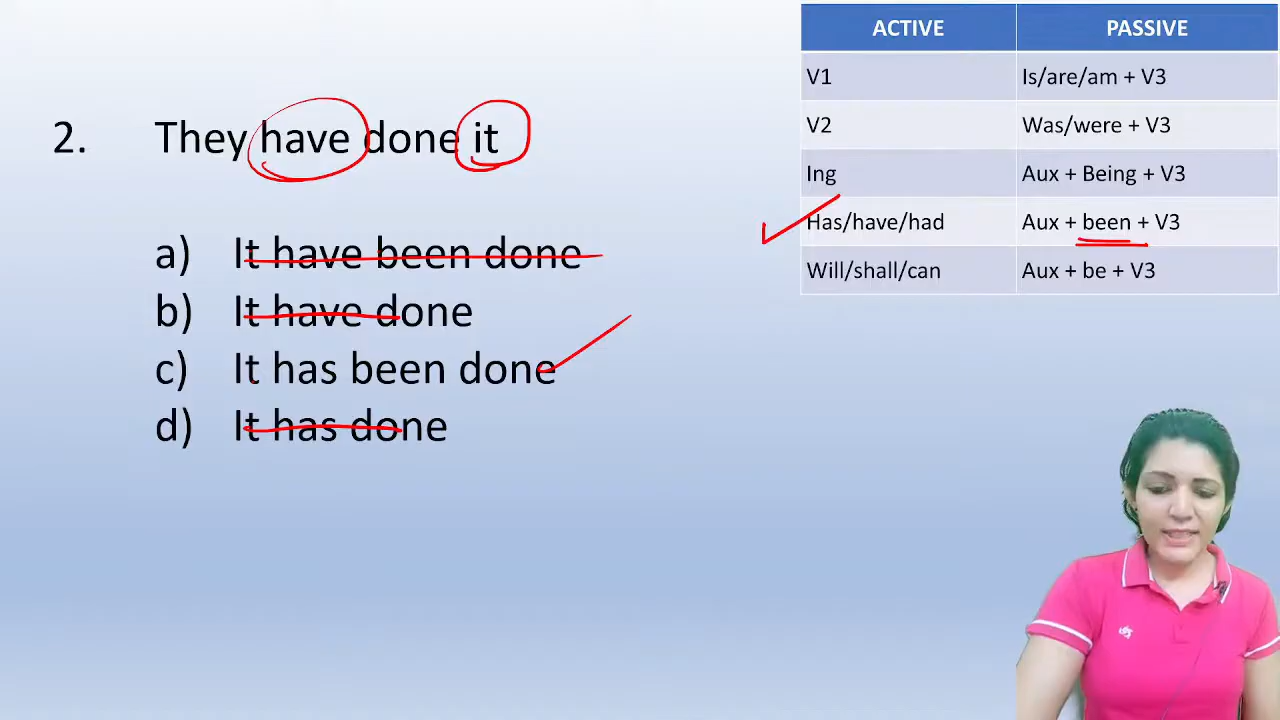 2. They have done it
a) It have been done
b) It have done
c) It has been done
d) It has done
ACTIVE PASSIVE
V1 Is/are/am + V3
V2 Was/were + V3
Ing Aux + Being + V3
Has/have/had Aux + been + V3
Will/shall/can Aux + be + V3